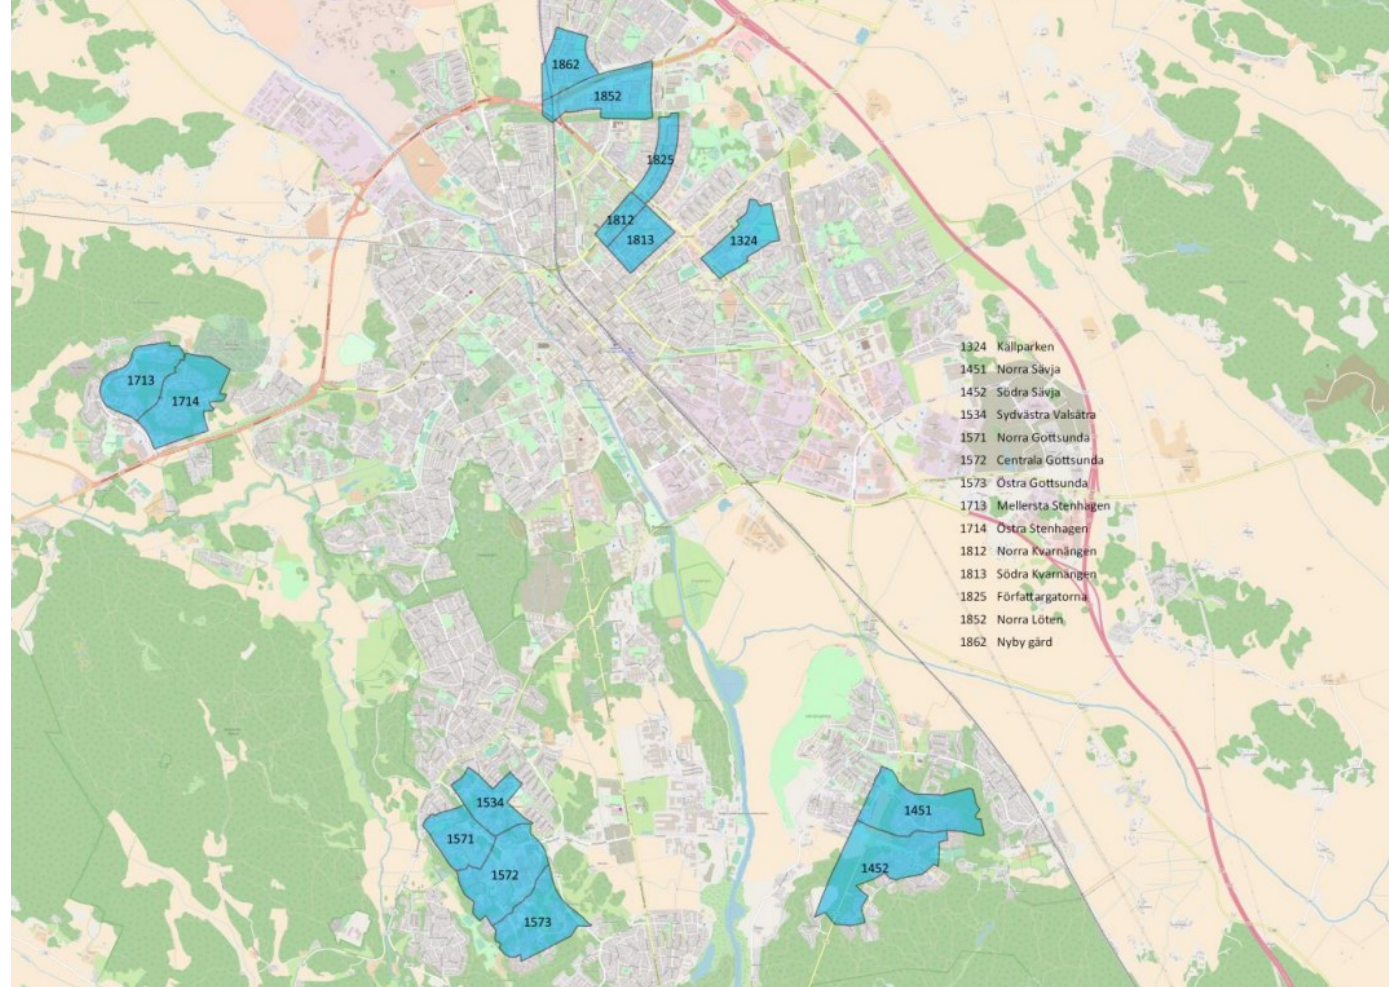 1862
1852
1825
1812
1813
1324
1713
1714
1324 Källparken
1451 Norra Sävja
1452 Södra Sävja
1534 Sydvästra Valsätra
1571 Norra Gottsunda
1572 Centrala Gottsunda
1573 Östra Gottsunda
1713 Mellersta Stenhagen
1714 Östra Stenhagen
1812 Norra Kvarnängen
1813 Södra Kvarnängen
1825 Författargatorna
1852 Norra Löten
1862 Nyby gård
1534
1571
1572
1573
1451
1452